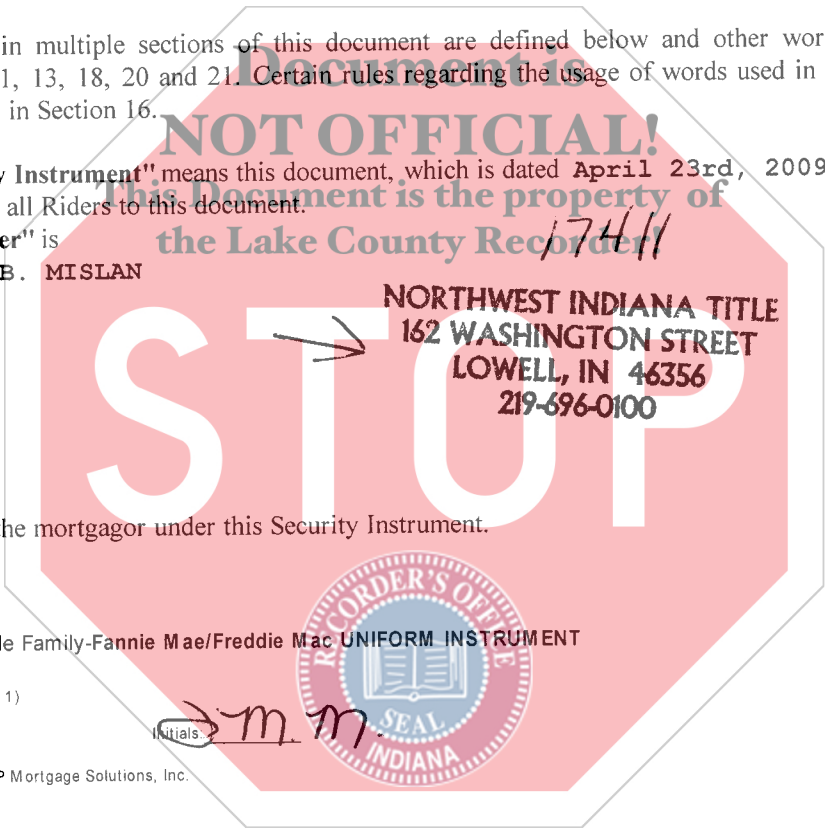 in multiple sections of this document are defined below and other wor
1, 13, 18, 20 and 21. Certain rules regarding the usage of words used in
in Section 16.
Document is
NOT OFFICIAL!
This Document is the property of
the Lake County Recorder!
y Instrument" means this document, which is dated April 23rd, 2009
all Riders to this document.
er" is
B. MISLAN
17411
NORTHWEST INDIANA TITLE
162 WASHINGTON STREET
LOWELL, IN 46356
219-696-0100
STOP
he mortgagor under this Security Instrument.
le Family-Fannie Mae/Freddie Mac UNIFORM INSTRUMENT
1)
Initials: M. M.
P Mortgage Solutions, Inc.
RECORDER'S OFFICE
SEAL
INDIANA